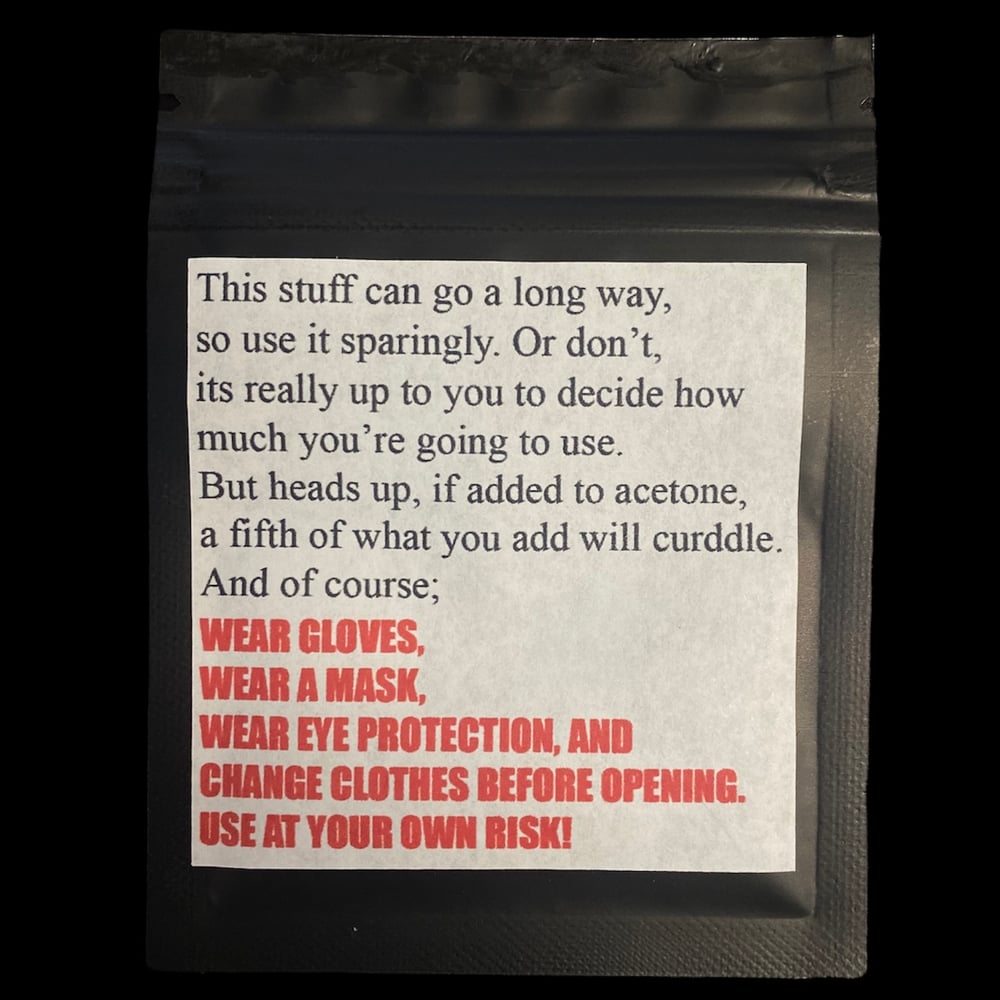 This stuff can go a long way,
so use it sparingly. Or don’t,
its really up to you to decide how
much you’re going to use.
But heads up, if added to acetone,
a fifth of what you add will curddle.
And of course;
WEAR GLOVES,
WEAR A MASK,
WEAR EYE PROTECTION, AND
CHANGE CLOTHES BEFORE OPENING.
USE AT YOUR OWN RISK!